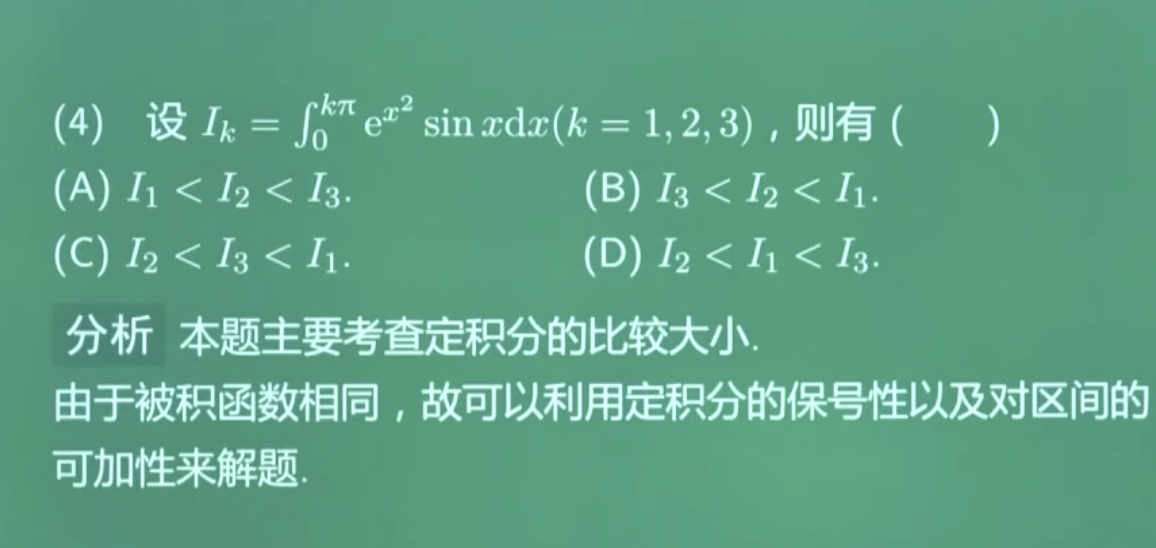 (4) 设 $I_k = \int_0^{k\pi} \mathrm{e}^{x^2} \sin x \mathrm{d}x (k = 1, 2, 3)$，则有 (　　)
(A) $I_1 < I_2 < I_3$. (B) $I_3 < I_2 < I_1$.
(C) $I_2 < I_3 < I_1$. (D) $I_2 < I_1 < I_3$.
分析 本题主要考查定积分的比较大小.
由于被积函数相同，故可以利用定积分的保号性以及对区间的
可加性来解题.